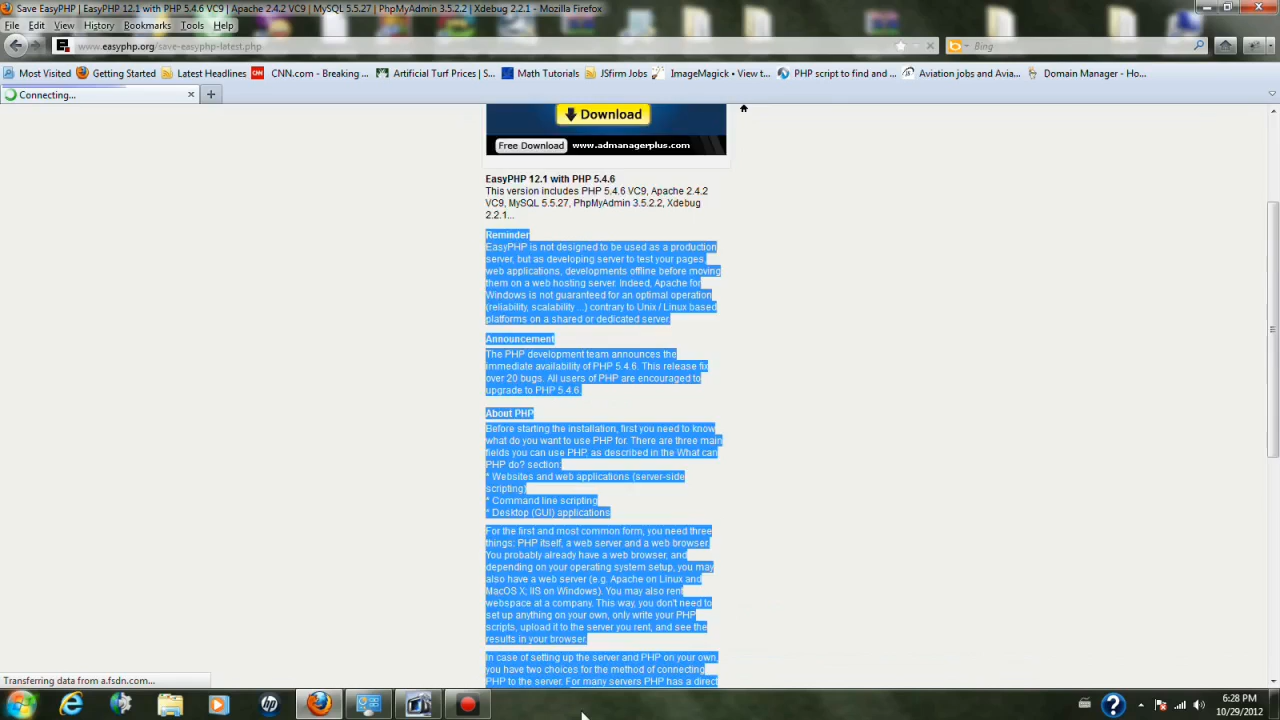 Save EasyPHP | EasyPHP 12.1 with PHP 5.4.6 VC9 | Apache 2.4.2 VC9 | MySQL 5.5.27 | PhpMyAdmin 3.5.2.2 | Xdebug 2.2.1 - Mozilla Firefox
File Edit View History Bookmarks Tools Help
www.easyphp.org/save-easyphp-latest.php
Bing
Most Visited Getting Started Latest Headlines CNN.com - Breaking ... Artificial Turf Prices | S... Math Tutorials JSfirm Jobs ImageMagick • View t... PHP script to find and ... Aviation jobs and Avia... Domain Manager - Ho...
Connecting...
Download
Free Download www.admanagerplus.com
EasyPHP 12.1 with PHP 5.4.6
This version includes PHP 5.4.6 VC9, Apache 2.4.2
VC9, MySQL 5.5.27, PhpMyAdmin 3.5.2.2, Xdebug
2.2.1...
Reminder
EasyPHP is not designed to be used as a production
server, but as developing server to test your pages,
web applications, developments offline before moving
them on a web hosting server. Indeed, Apache for
Windows is not guaranteed for an optimal operation
(reliability, scalability ...) contrary to Unix / Linux based
platforms on a shared or dedicated server.
Announcement
The PHP development team announces the
immediate availability of PHP 5.4.6. This release fix
over 20 bugs. All users of PHP are encouraged to
upgrade to PHP 5.4.6.
About PHP
Before starting the installation, first you need to know
what do you want to use PHP for. There are three main
fields you can use PHP, as described in the What can
PHP do? section:
* Websites and web applications (server-side
scripting)
* Command line scripting
* Desktop (GUI) applications
For the first and most common form, you need three
things: PHP itself, a web server and a web browser.
You probably already have a web browser, and
depending on your operating system setup, you may
also have a web server (e.g. Apache on Linux and
MacOS X; IIS on Windows). You may also rent
webspace at a company. This way, you don't need to
set up anything on your own, only write your PHP
scripts, upload it to the server you rent, and see the
results in your browser.
In case of setting up the server and PHP on your own,
you have two choices for the method of connecting
PHP to the server. For many servers PHP has a direct
Transferring data from a.fsdn.com...
6:28 PM
10/29/2012